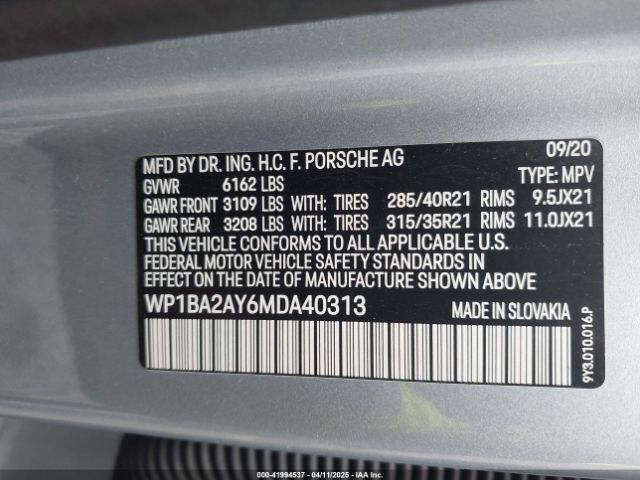 MFD BY DR. ING. H.C. F. PORSCHE AG 09/20
GVWR 6162 LBS TYPE: MPV
GAWR FRONT 3109 LBS WITH: TIRES 285/40R21 RIMS 9.5JX21
GAWR REAR 3208 LBS WITH: TIRES 315/35R21 RIMS 11.0JX21
THIS VEHICLE CONFORMS TO ALL APPLICABLE U.S.
FEDERAL MOTOR VEHICLE SAFETY STANDARDS IN
EFFECT ON THE DATE OF MANUFACTURE SHOWN ABOVE.
WP1BA2AY6MDA40313 MADE IN SLOVAKIA
9Y3.010.016.P
000-41994537 - 04/11/2025 - IAAI, Inc.